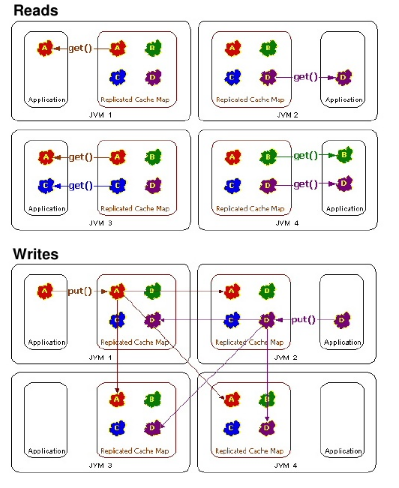 Reads
A get() A B
C D
Application Replicated Cache Map
JVM 1
A B
C D get() D
Replicated Cache Map Application
JVM 2
A get() A B
C get() C D
Application Replicated Cache Map
JVM 3
A B get() B
C D get() D
Replicated Cache Map Application
JVM 4
Writes
A put() A B
C D
Application Replicated Cache Map
JVM 1
A B
C D put() D
Replicated Cache Map Application
JVM 2
A B
C D
Application Replicated Cache Map
JVM 3
A B
C D
Replicated Cache Map Application
JVM 4